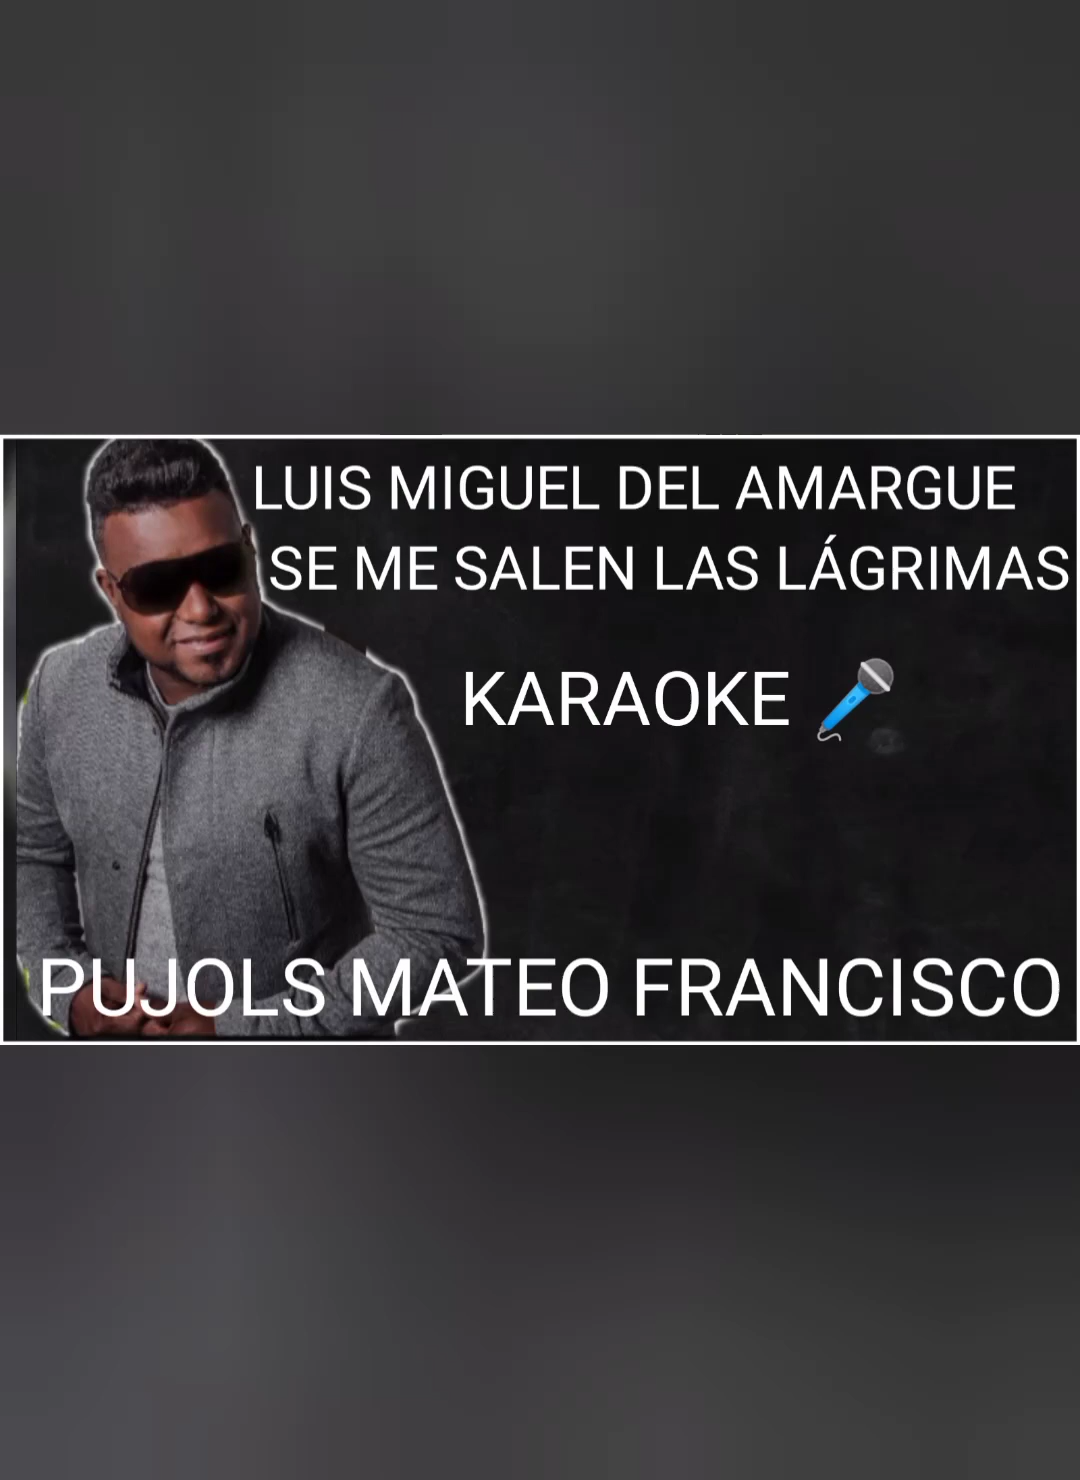 LUIS MIGUEL DEL AMARGUE
SE ME SALEN LAS LÁGRIMAS
KARAOKE 🎤
PUJOLS MATEO FRANCISCO